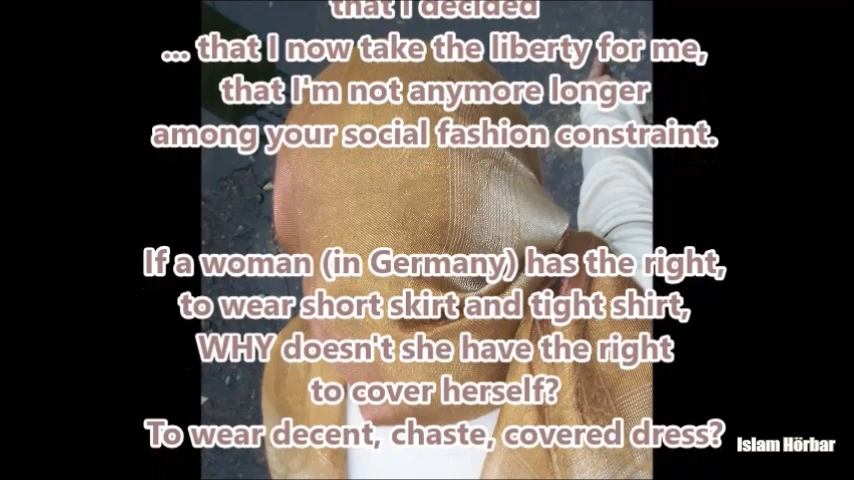 that I decided
... that I now take the liberty for me,
that I'm not anymore longer
among your social fashion constraint.
If a woman (in Germany) has the right,
to wear short skirt and tight shirt,
WHY doesn't she have the right
to cover herself?
To wear decent, chaste, covered dress?
Islam Hörbar